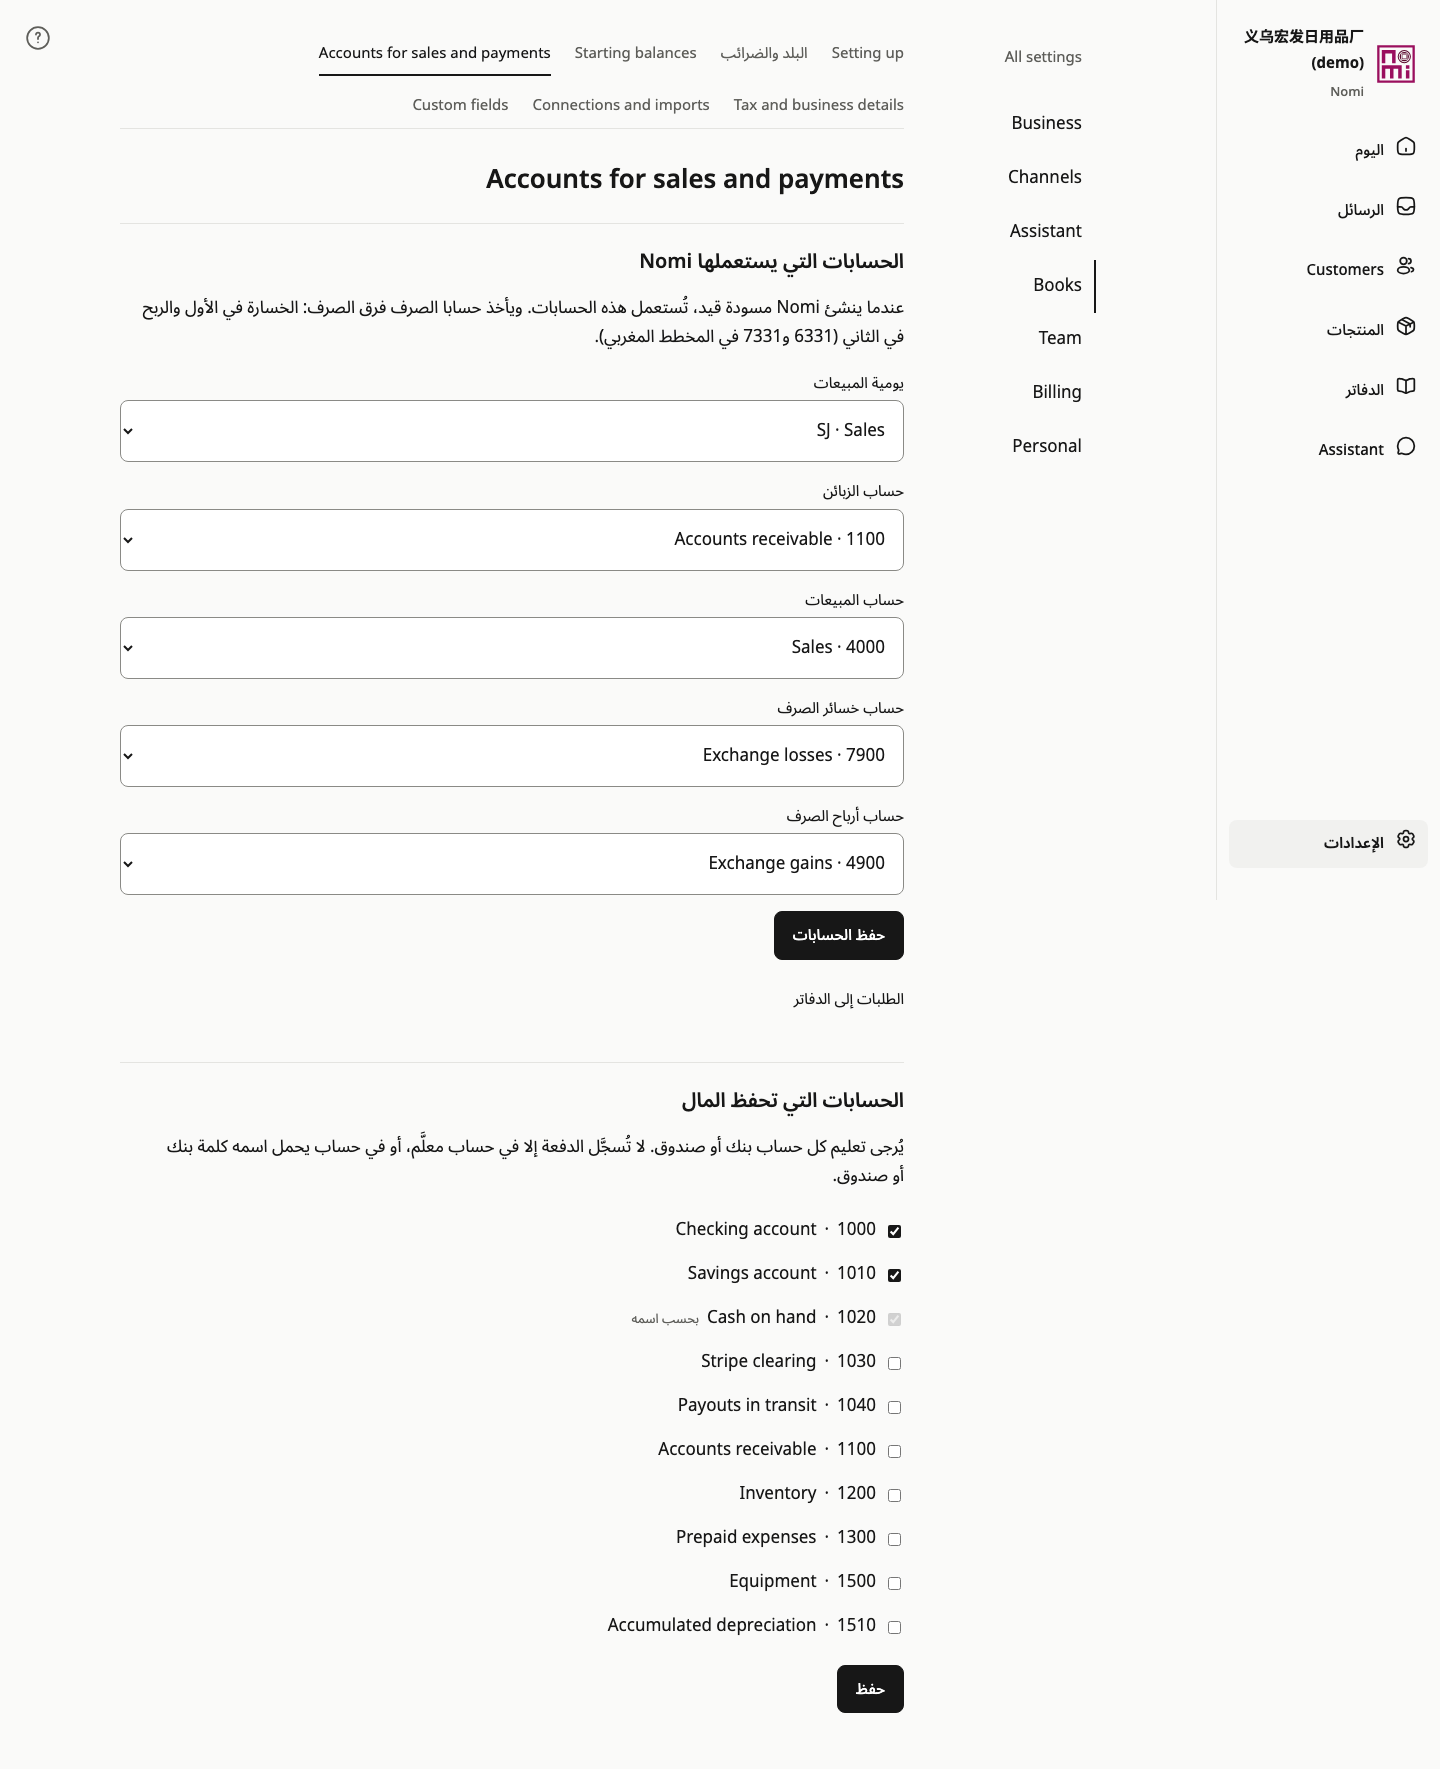 义乌宏发日用品厂
(demo)
Nomi
اليوم
الرسائل
Customers
المنتجات
الدفاتر
Assistant
الإعدادات
All settings
Business
Channels
Assistant
Books
Team
Billing
Personal
Setting up
البلد والضرائب
Starting balances
Accounts for sales and payments
Tax and business details
Connections and imports
Custom fields
Accounts for sales and payments
الحسابات التي يستعملها Nomi
عندما ينشئ Nomi مسودة قيد، تُستعمل هذه الحسابات. ويأخذ حسابا الصرف فرق الصرف: الخسارة في الأول والربح
في الثاني (6331 و7331 في المخطط المغربي).
يومية المبيعات
SJ · Sales
حساب الزبائن
1100 · Accounts receivable
حساب المبيعات
4000 · Sales
حساب خسائر الصرف
7900 · Exchange losses
حساب أرباح الصرف
4900 · Exchange gains
حفظ الحسابات
الطلبات إلى الدفاتر
الحسابات التي تحفظ المال
يُرجى تعليم كل حساب بنك أو صندوق. لا تُسجَّل الدفعة إلا في حساب معلَّم، أو في حساب يحمل اسمه كلمة بنك
أو صندوق.
1000 · Checking account
1010 · Savings account
1020 · Cash on hand بحسب اسمه
1030 · Stripe clearing
1040 · Payouts in transit
1100 · Accounts receivable
1200 · Inventory
1300 · Prepaid expenses
1500 · Equipment
1510 · Accumulated depreciation
حفظ